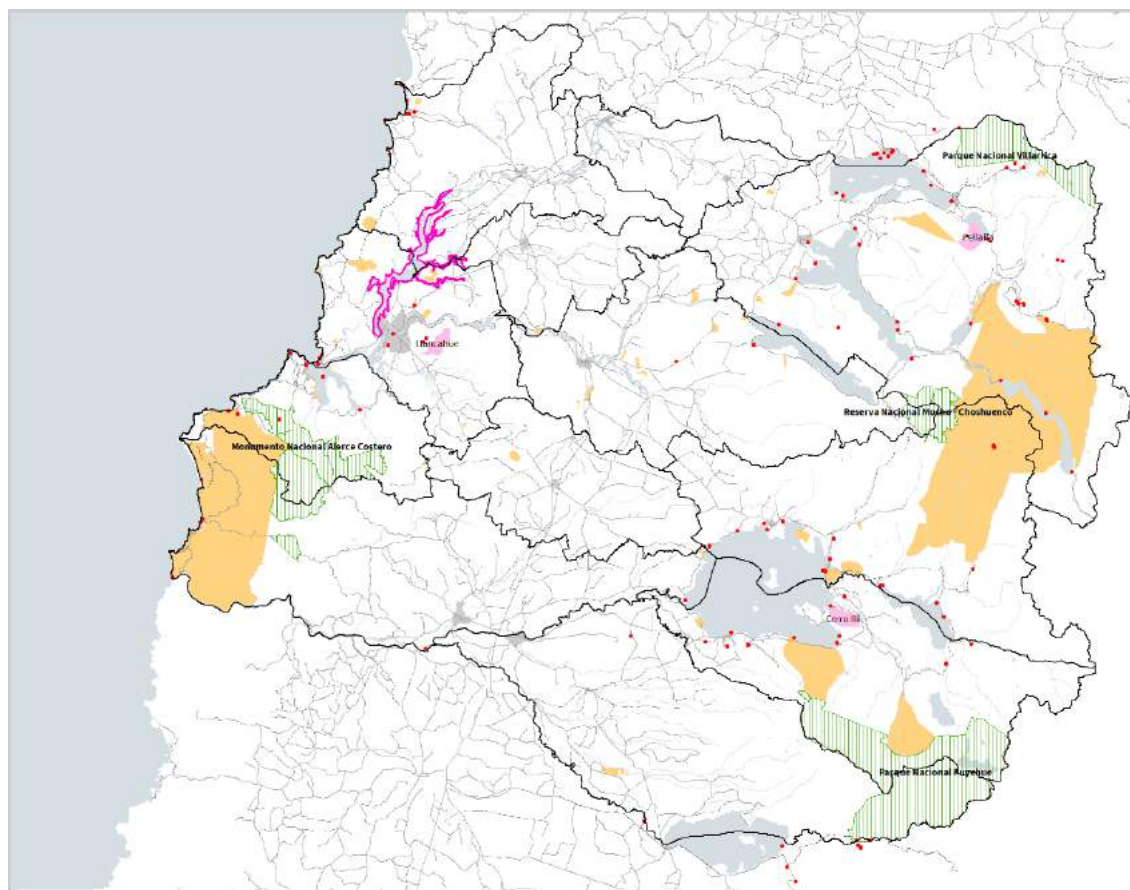 Parque Nacional Villarrica
Pellaifa
Llancahue
Reserva Nacional Mocho - Choshuenco
Monumento Nacional Alerce Costero
Cerro Illi
Parque Nacional Puyehue